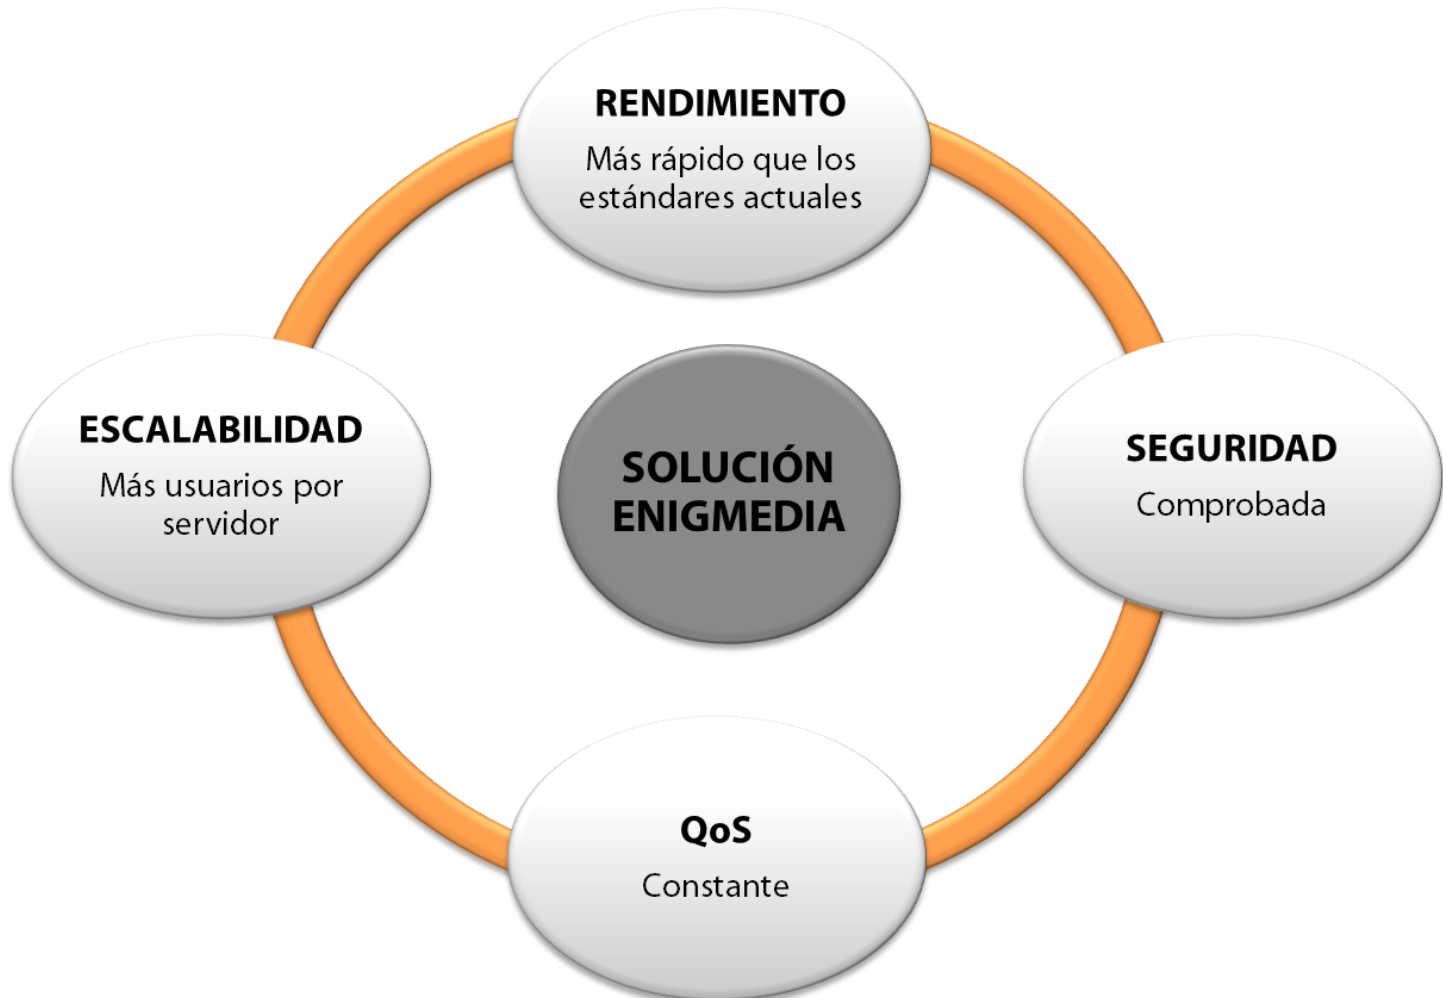 RENDIMIENTO
Más rápido que los
estándares actuales
ESCALABILIDAD
Más usuarios por
servidor
SOLUCIÓN
ENIGMEDIA
SEGURIDAD
Comprobada
QoS
Constante